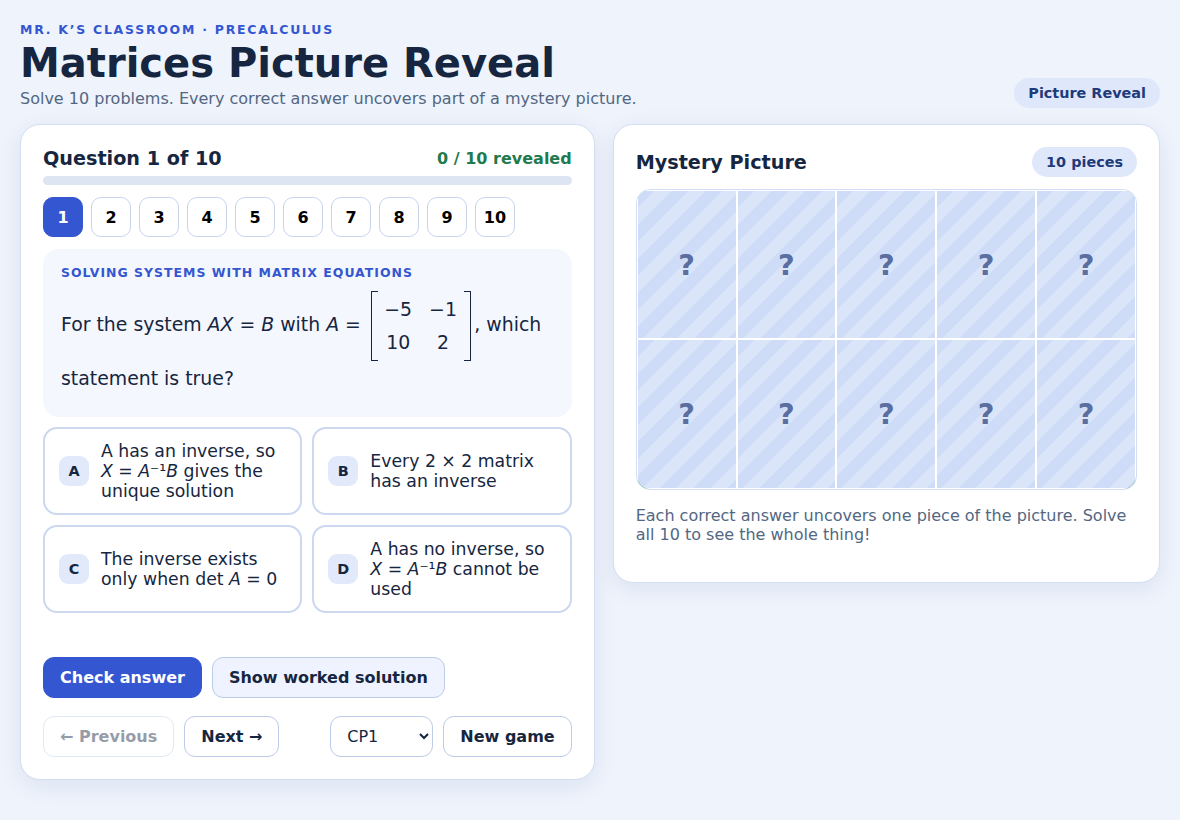 MR. K’S CLASSROOM · PRECALCULUS
Matrices Picture Reveal
Solve 10 problems. Every correct answer uncovers part of a mystery picture.
Picture Reveal
Question 1 of 10
0 / 10 revealed
1 2 3 4 5 6 7 8 9 10
SOLVING SYSTEMS WITH MATRIX EQUATIONS
For the system AX = B with A = [−5 −1
10 2], which
statement is true?
A
A has an inverse, so
X = A⁻¹B gives the
unique solution
B
Every 2 × 2 matrix
has an inverse
C
The inverse exists
only when det A = 0
D
A has no inverse, so
X = A⁻¹B cannot be
used
Check answer
Show worked solution
← Previous
Next →
CP1
New game
Mystery Picture
10 pieces
? ? ? ? ?
? ? ? ? ?
Each correct answer uncovers one piece of the picture. Solve
all 10 to see the whole thing!